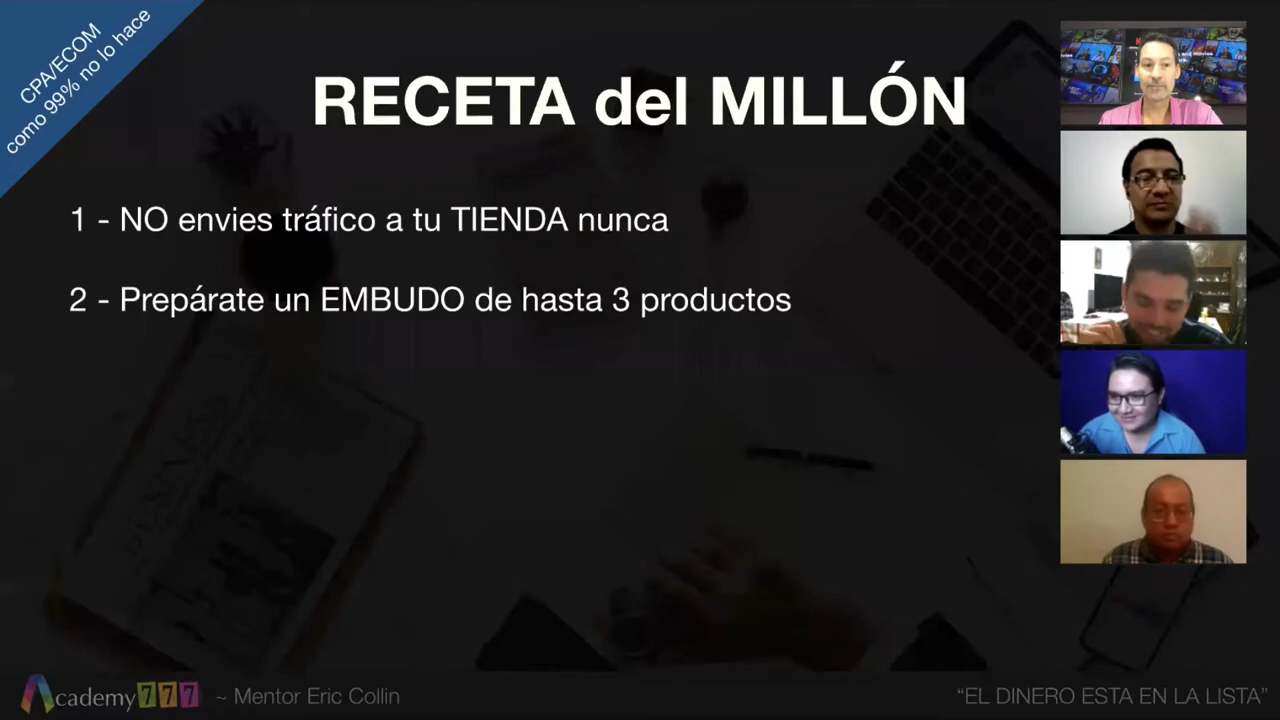 CPA/ECOM
como 99% no lo hace
RECETA del MILLÓN
1 - NO envies tráfico a tu TIENDA nunca
2 - Prepárate un EMBUDO de hasta 3 productos
BUSINESS
Academy777 ~ Mentor Eric Collin
“EL DINERO ESTA EN LA LISTA”